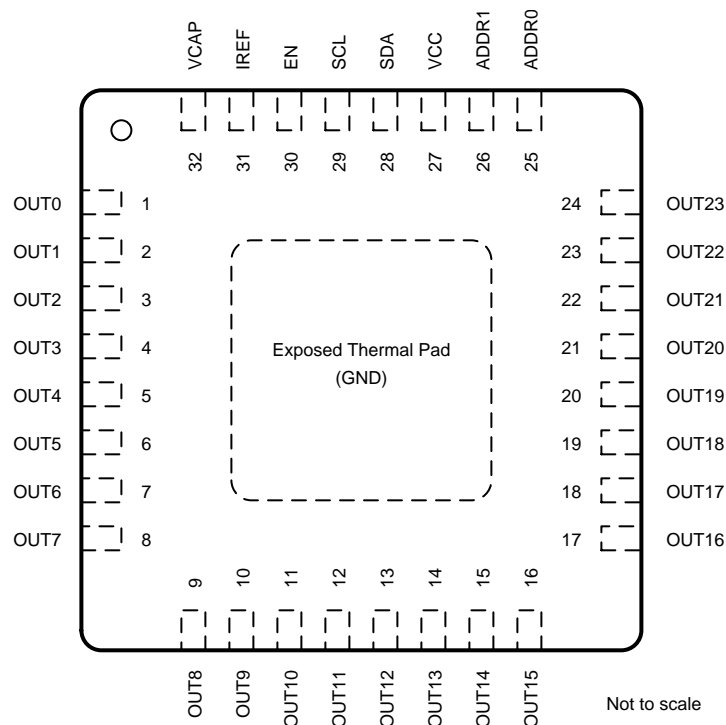 VCAP
IREF
EN
SCL
SDA
VCC
ADDR1
ADDR0
32
31
30
29
28
27
26
25
OUT0 1
OUT1 2
OUT2 3
OUT3 4
OUT4 5
OUT5 6
OUT6 7
OUT7 8
Exposed Thermal Pad
(GND)
24 OUT23
23 OUT22
22 OUT21
21 OUT20
20 OUT19
19 OUT18
18 OUT17
17 OUT16
9
10
11
12
13
14
15
16
OUT8
OUT9
OUT10
OUT11
OUT12
OUT13
OUT14
OUT15
Not to scale